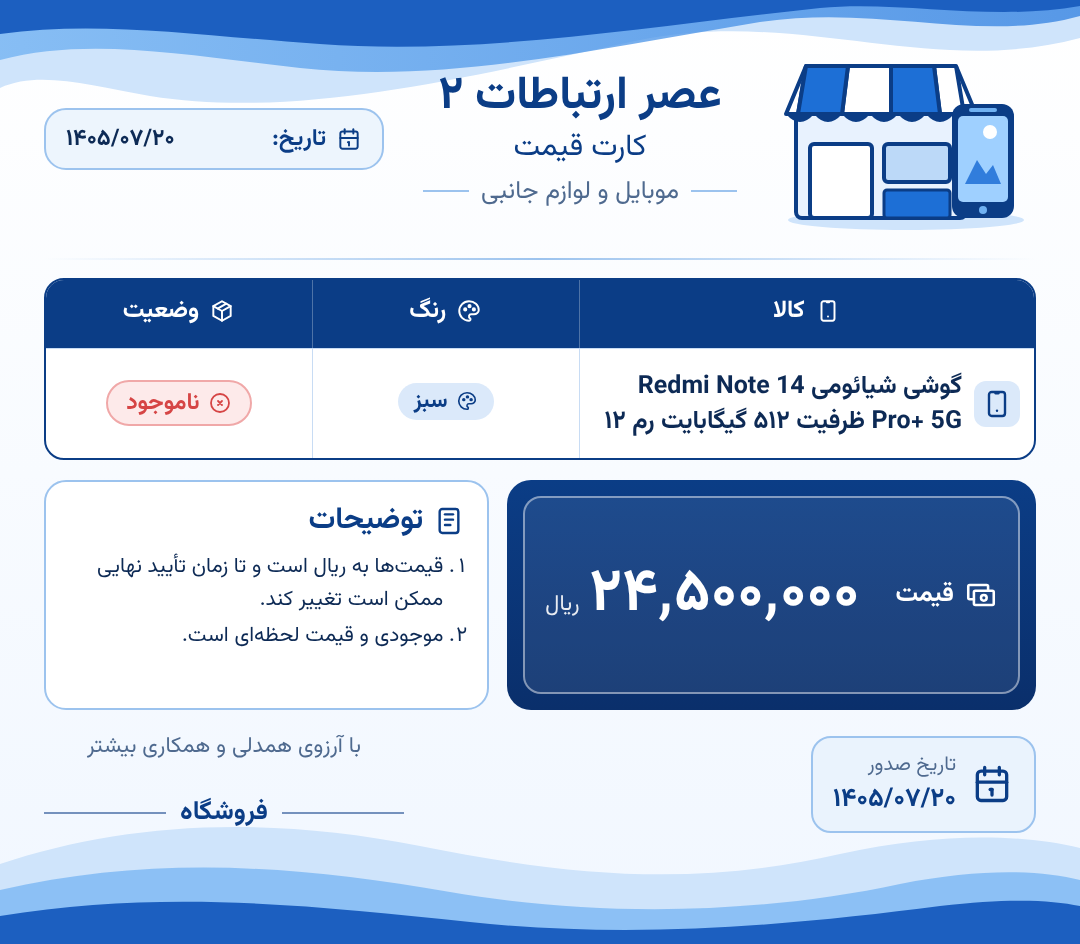 عصر ارتباطات ۲
کارت قیمت
موبایل و لوازم جانبی
تاریخ: ۱۴۰۵/۰۷/۲۰
کالا
رنگ
وضعیت
گوشی شیائومی Redmi Note 14
Pro+ 5G ظرفیت ۵۱۲ گیگابایت رم ۱۲
سبز
ناموجود
قیمت ۲۴,۵۰۰,۰۰۰ ریال
توضیحات
۱. قیمت‌ها به ریال است و تا زمان تأیید نهایی
ممکن است تغییر کند.
۲. موجودی و قیمت لحظه‌ای است.
تاریخ صدور
۱۴۰۵/۰۷/۲۰
با آرزوی همدلی و همکاری بیشتر
فروشگاه